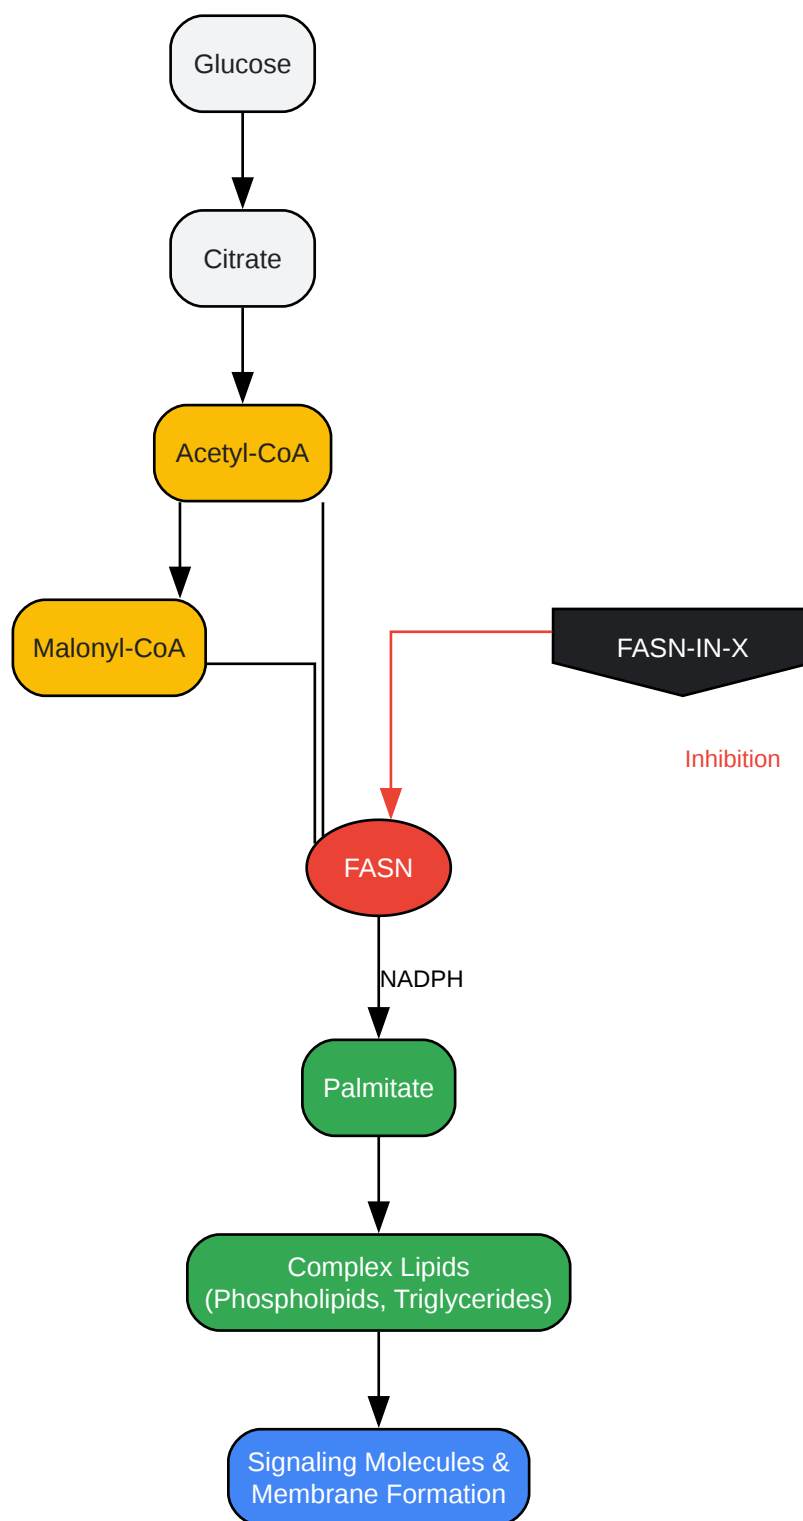 Glucose
Citrate
Acetyl-CoA
Malonyl-CoA
FASN-IN-X
Inhibition
FASN
NADPH
Palmitate
Complex Lipids
(Phospholipids, Triglycerides)
Signaling Molecules &
Membrane Formation